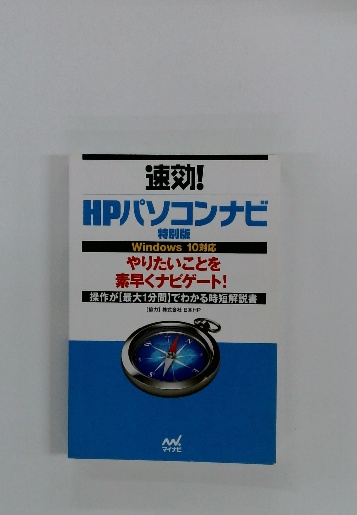 速効!
HPパソコンナビ
特別版
Windows 10対応
やりたいことを
素早くナビゲート!
操作が【最大1分間】でわかる時短解説書
【協力】株式会社 日本HP
マイナビ